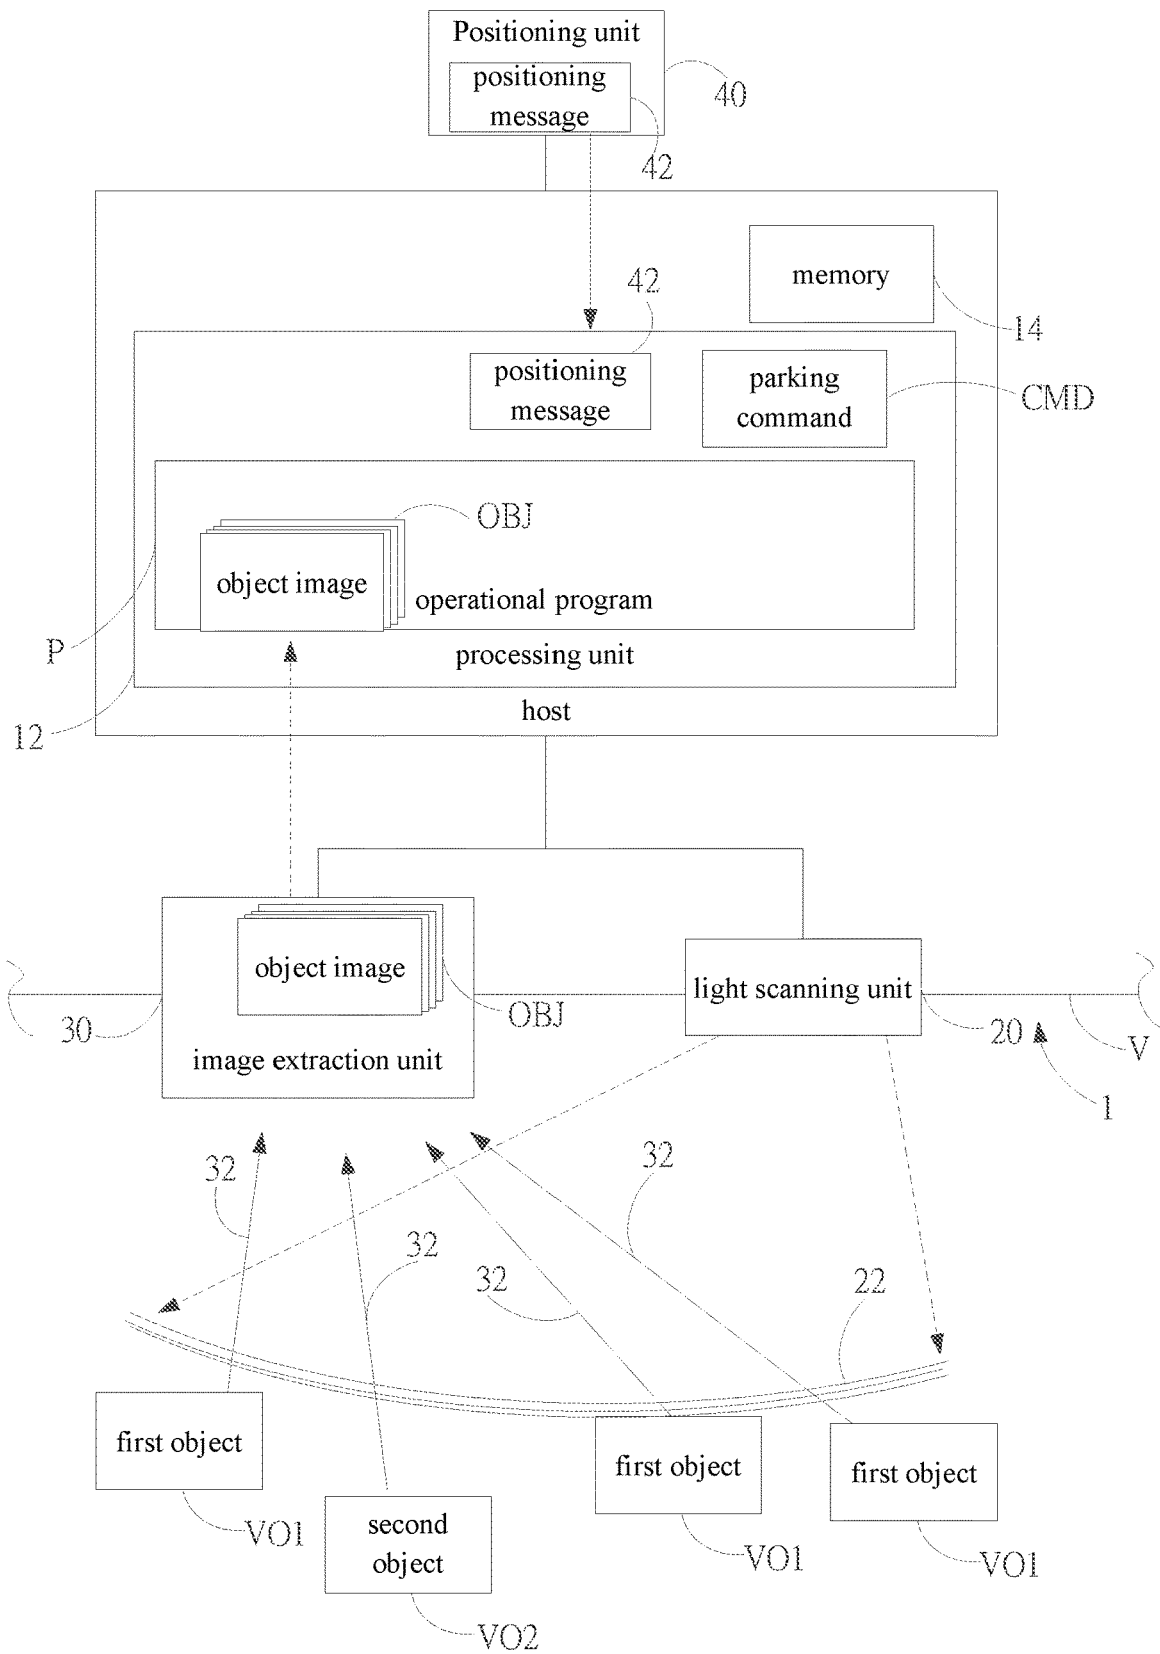 Positioning unit
positioning
message
40
42
memory
14
42
positioning
message
parking
command
CMD
OBJ
object image
operational program
P
processing unit
12
host
object image
OBJ
30
image extraction unit
light scanning unit
20
V
1
32
32
32
32
22
first object
VO1
second
object
VO2
first object
VO1
first object
VO1